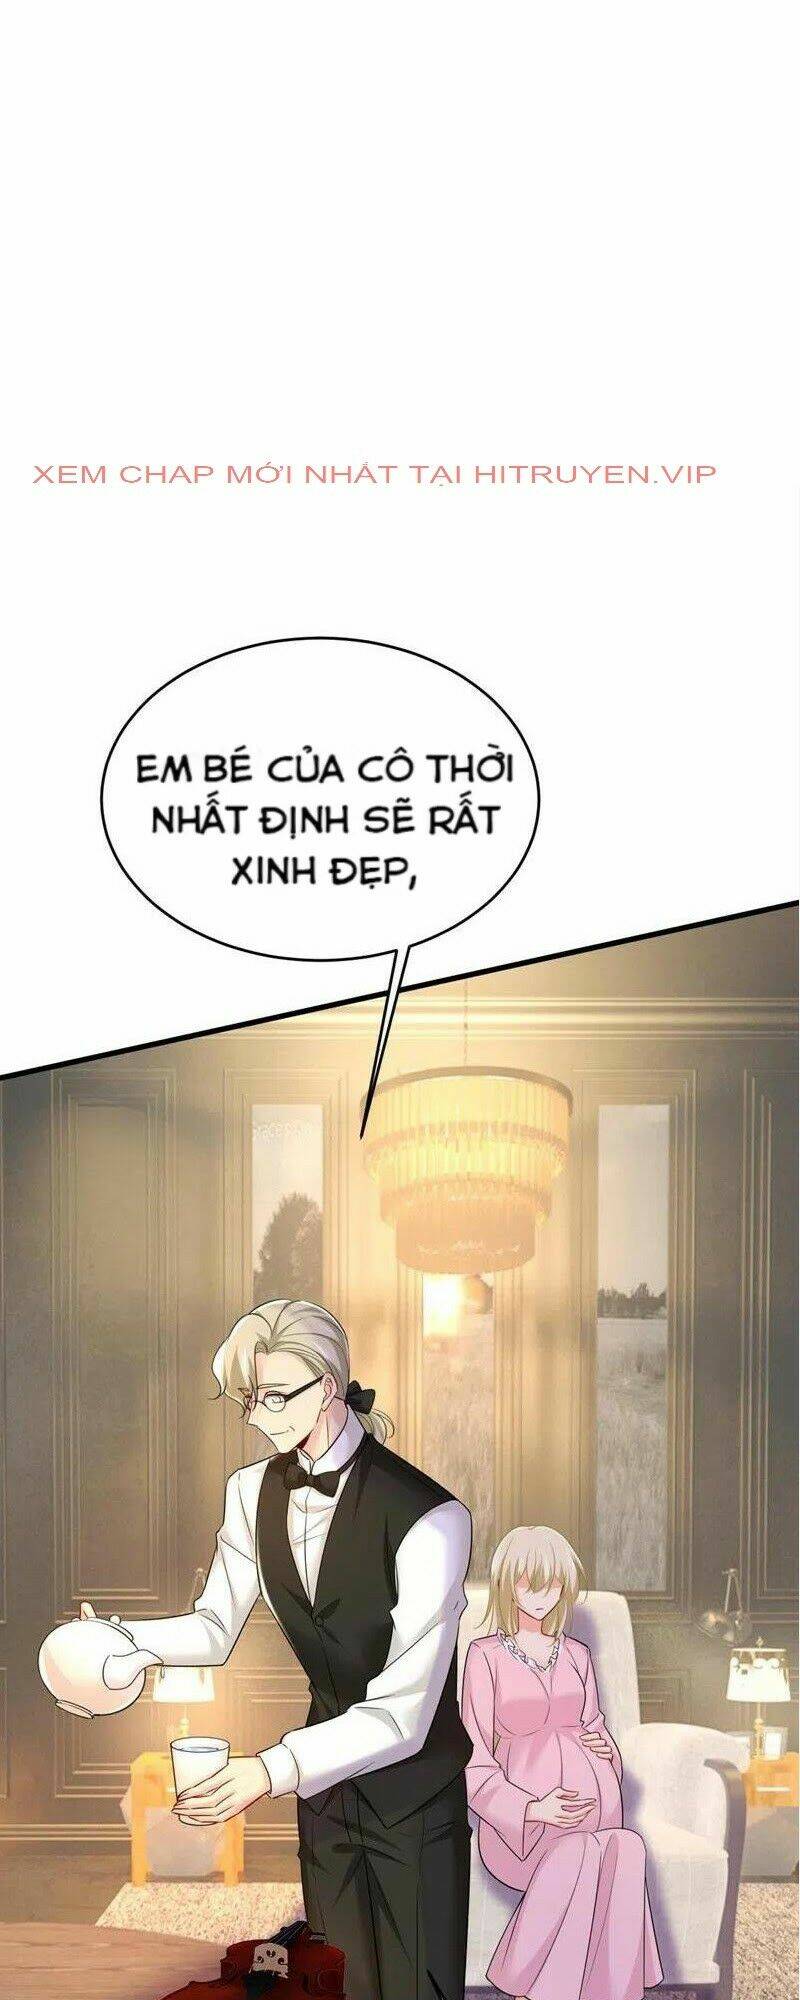 XEM CHAP MỚI NHẤT TẠI HITRUYEN.VIP
EM BÉ CỦA CÔ THỜI
NHẤT ĐỊNH SẼ RẤT
XINH ĐẸP,